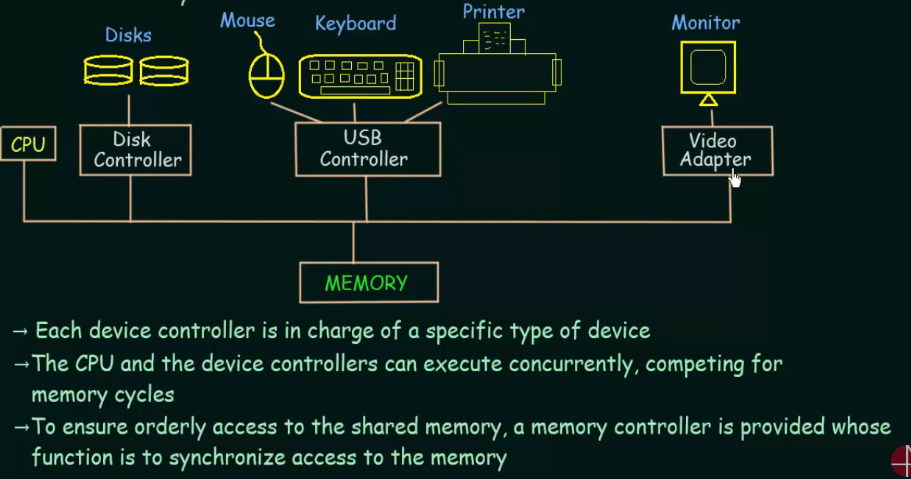 Printer
Mouse
Keyboard
Monitor
Disks
CPU
Disk
Controller
USB
Controller
Video
Adapter
MEMORY
→ Each device controller is in charge of a specific type of device
→The CPU and the device controllers can execute concurrently, competing for
memory cycles
→To ensure orderly access to the shared memory, a memory controller is provided whose
function is to synchronize access to the memory